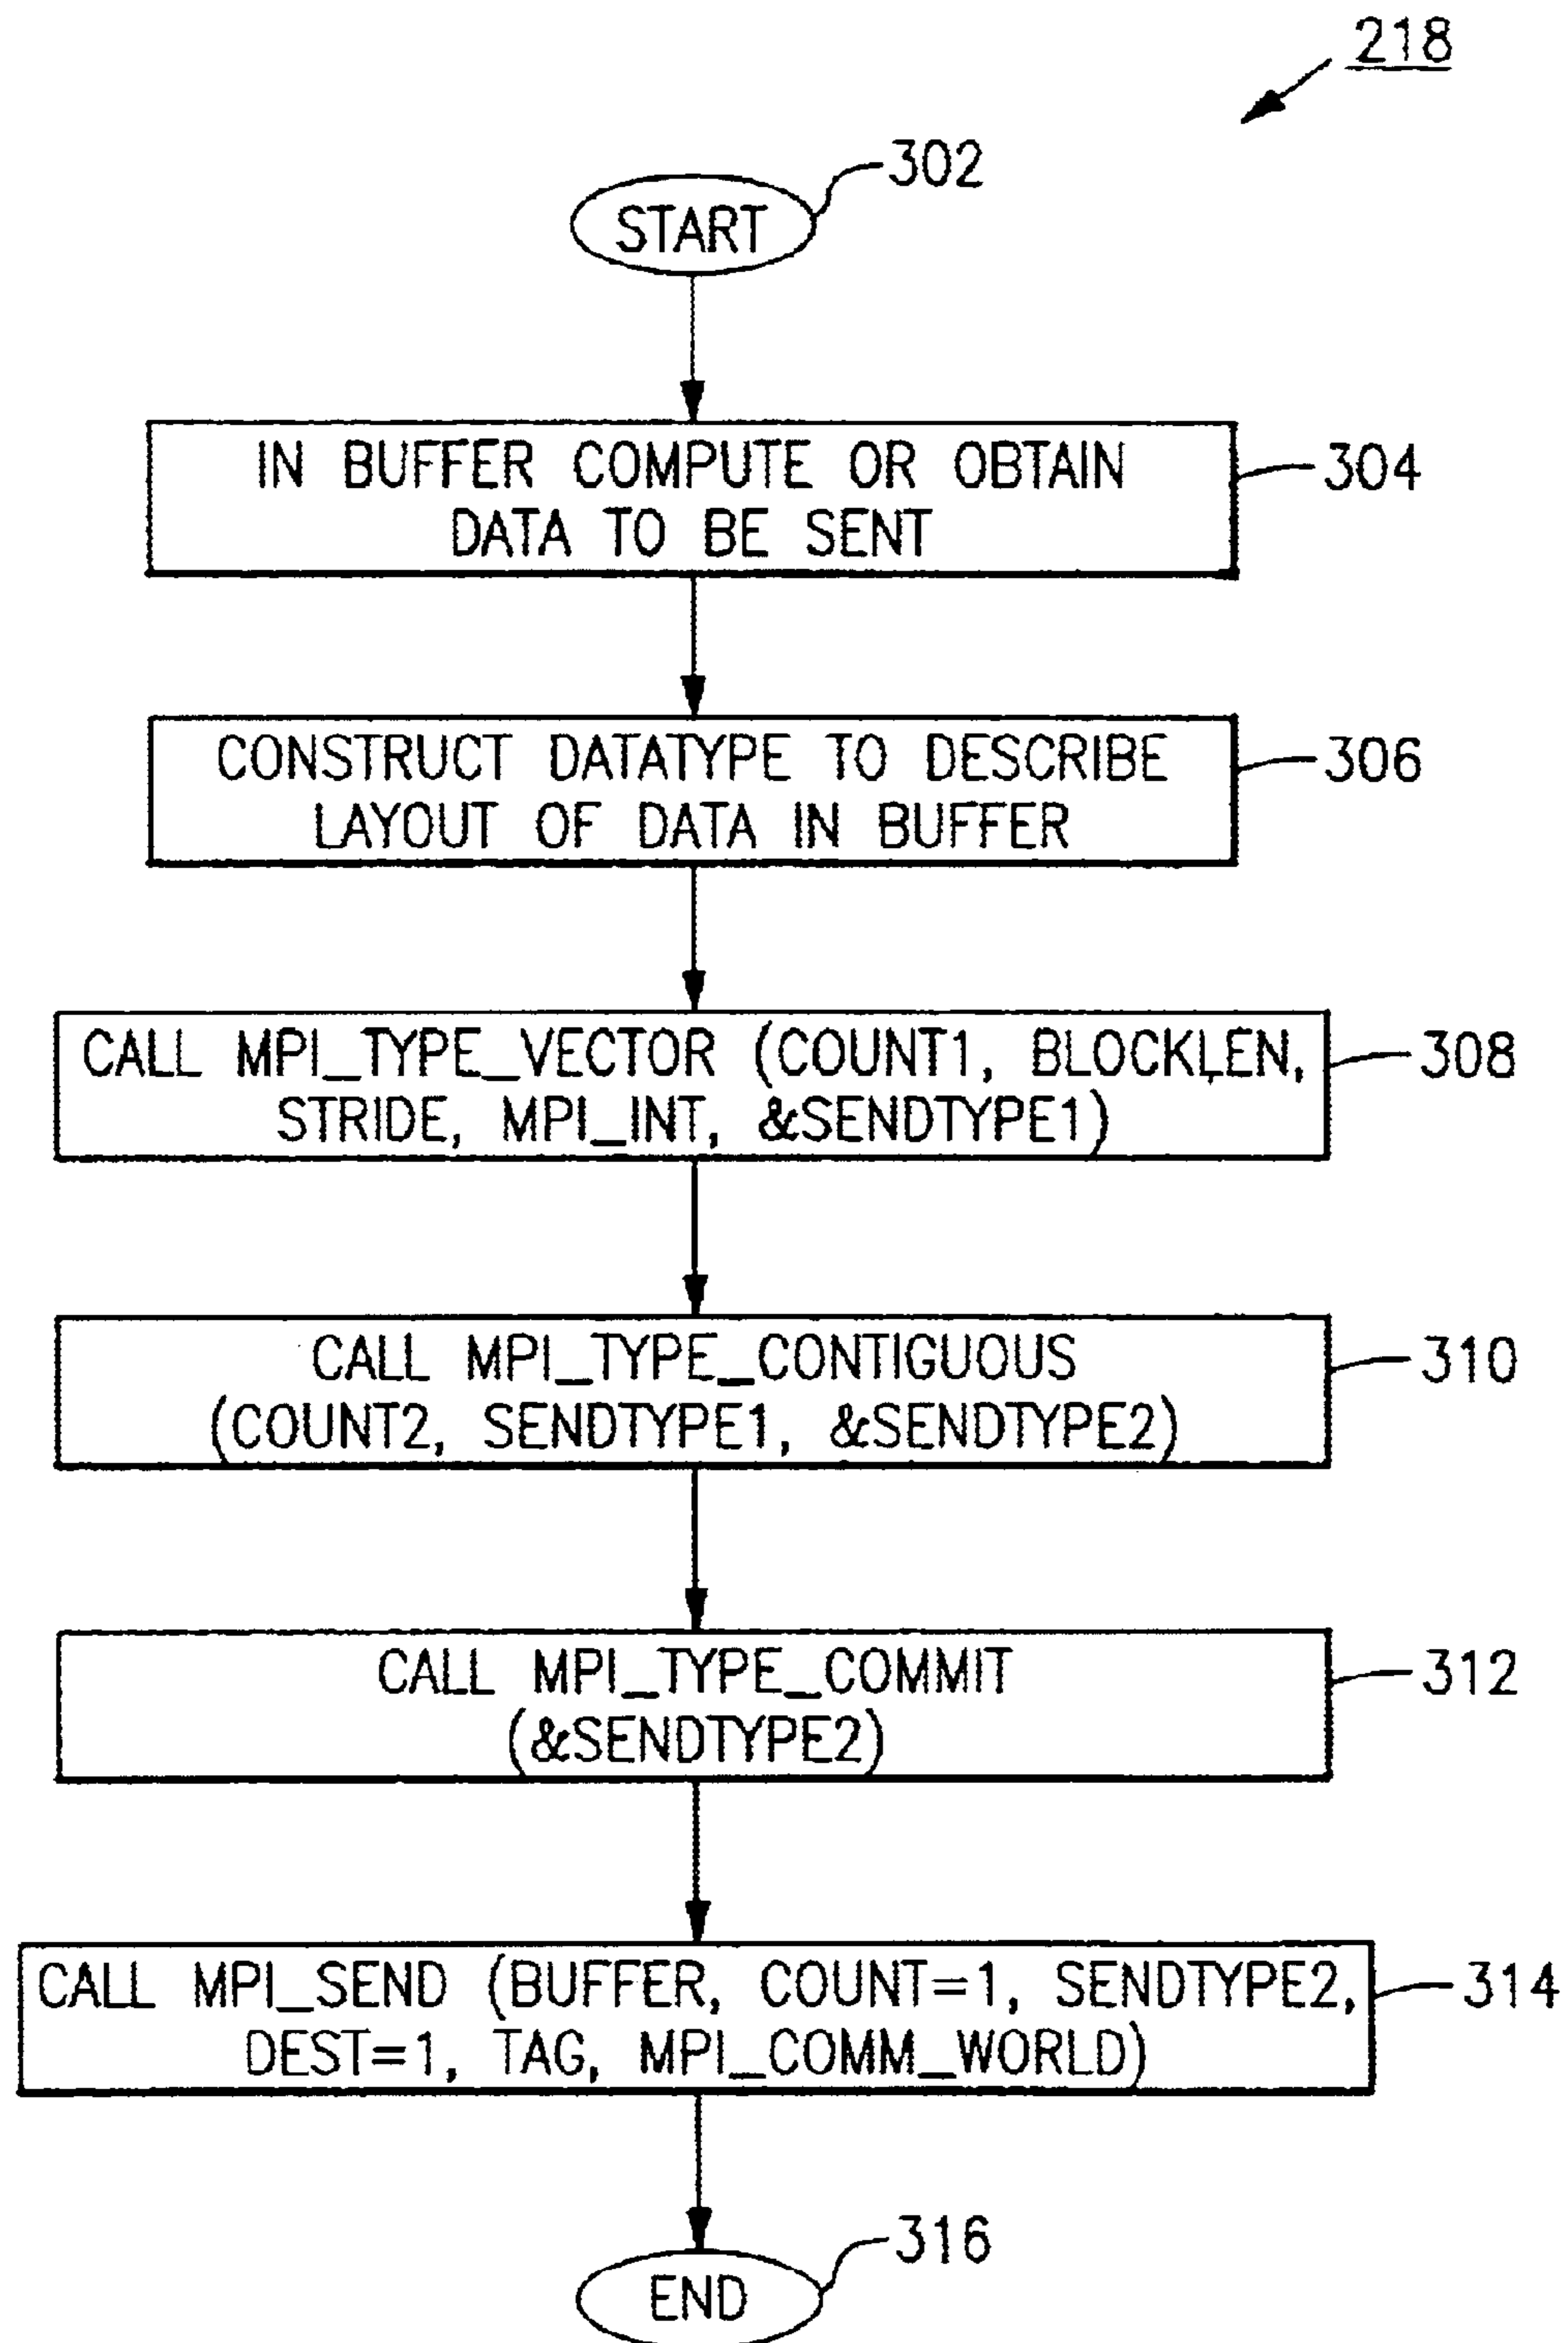 218
302
START
IN BUFFER COMPUTE OR OBTAIN
DATA TO BE SENT
304
CONSTRUCT DATATYPE TO DESCRIBE
LAYOUT OF DATA IN BUFFER
306
CALL MPI_TYPE_VECTOR (COUNT1, BLOCKLEN,
STRIDE, MPI_INT, &SENDTYPE1)
308
CALL MPI_TYPE_CONTIGUOUS
(COUNT2, SENDTYPE1, &SENDTYPE2)
310
CALL MPI_TYPE_COMMIT
(&SENDTYPE2)
312
CALL MPI_SEND (BUFFER, COUNT=1, SENDTYPE2,
DEST=1, TAG, MPI_COMM_WORLD)
314
316
END